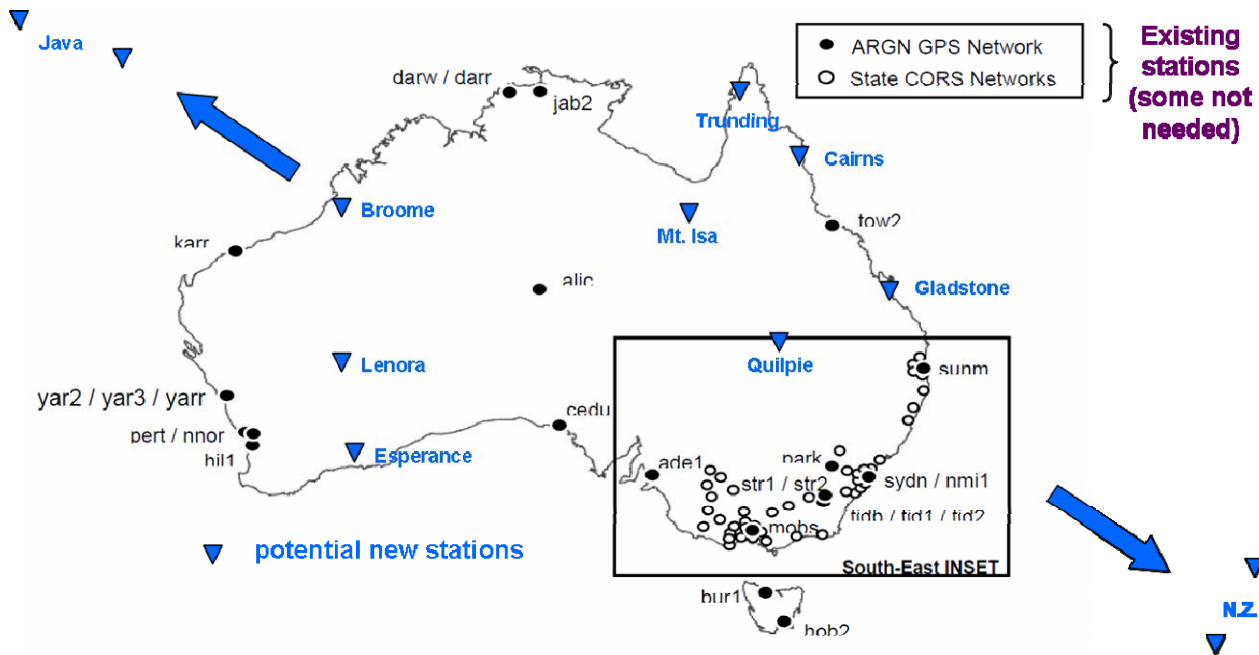 Java
ARGN GPS Network
State CORS Networks
Existing
stations
(some not
needed)
darw / darr
jab2
Trunding
Cairns
Broome
Mt. Isa
tow2
karr
alic
Gladstone
Lenora
Quilpie
sunm
yar2 / yar3 / yarr
cedu
pert / nnor
hil1
Esperance
ade1
park
str1 / str2
sydn / nmi1
mobs
tidb / tid1 / tid2
potential new stations
South-East INSET
bur1
hob2
N.Z.